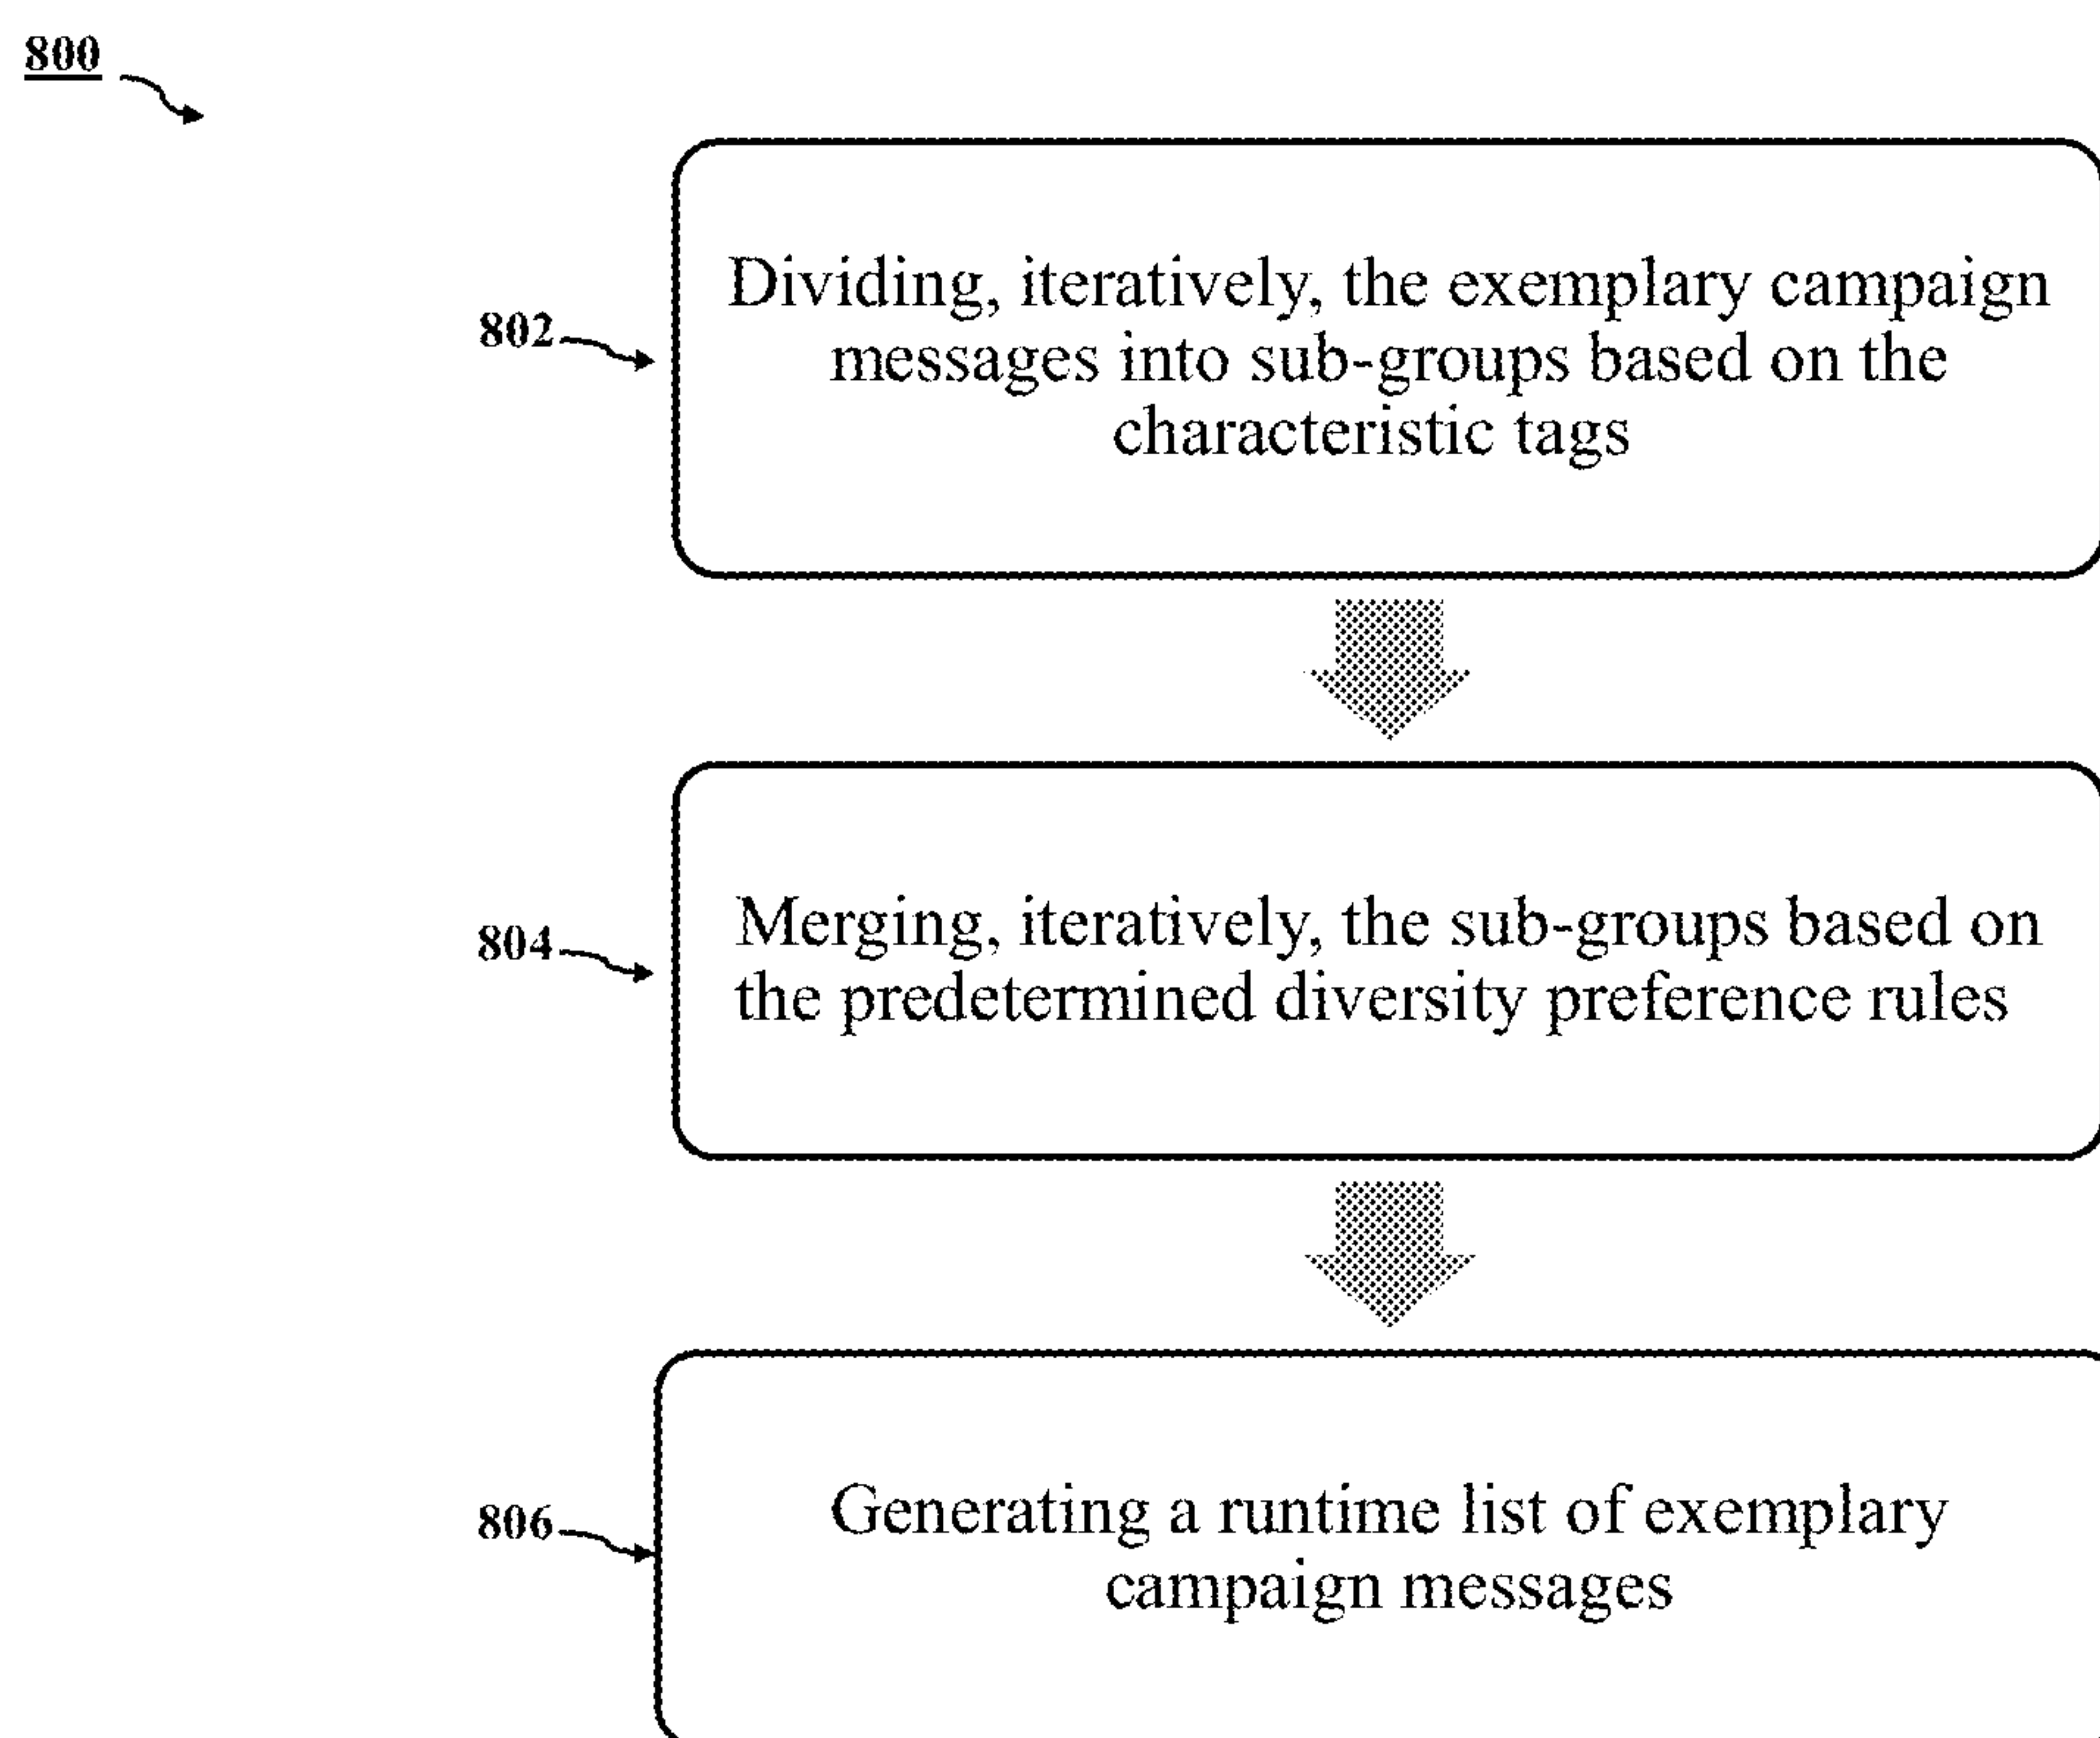 800
802
Dividing, iteratively, the exemplary campaign
messages into sub-groups based on the
characteristic tags
804
Merging, iteratively, the sub-groups based on
the predetermined diversity preference rules
806
Generating a runtime list of exemplary
campaign messages